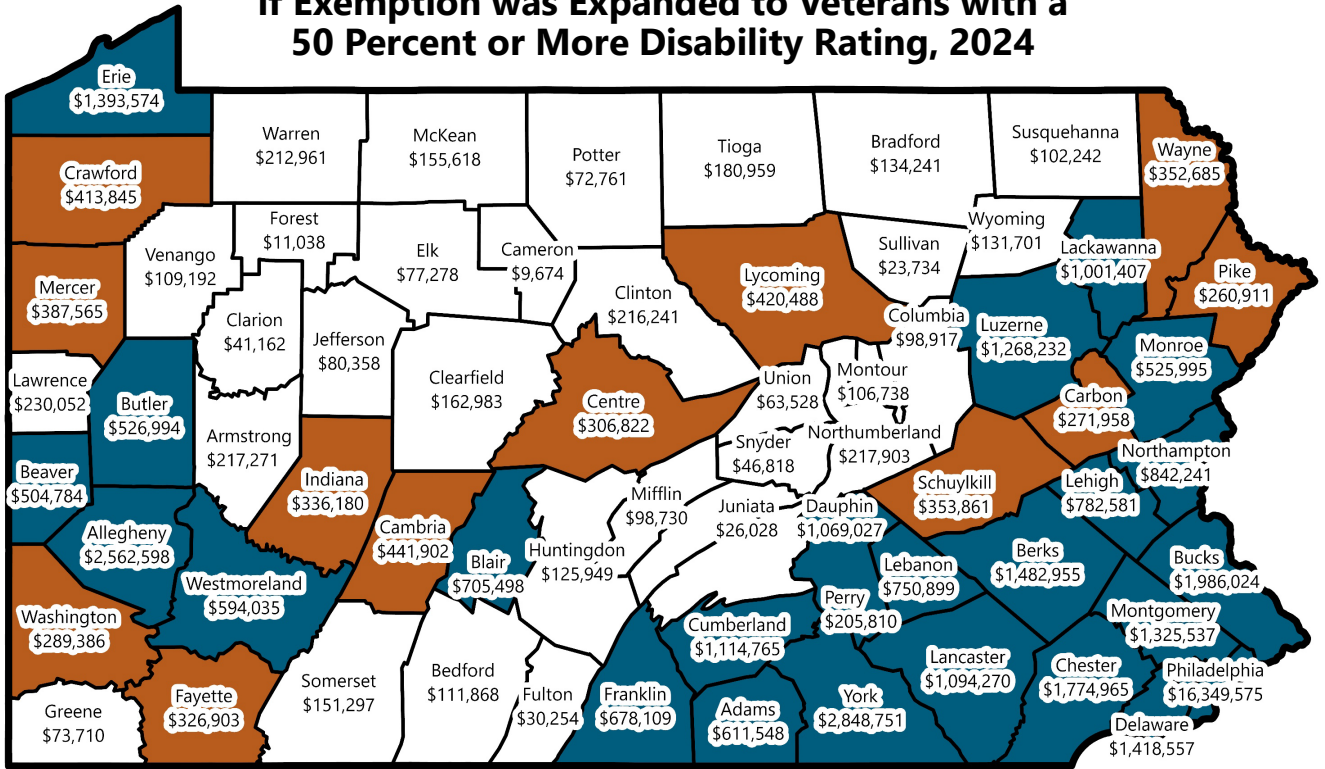 if Exemption was Expanded to Veterans with a
50 Percent or More Disability Rating, 2024
Erie
$1,393,574
Warren
$212,961
McKean
$155,618
Potter
$72,761
Tioga
$180,959
Bradford
$134,241
Susquehanna
$102,242
Wayne
$352,685
Crawford
$413,845
Forest
$11,038
Venango
$109,192
Elk
$77,278
Cameron
$9,674
Sullivan
$23,734
Wyoming
$131,701
Lackawanna
$1,001,407
Mercer
$387,565
Clinton
$216,241
Lycoming
$420,488
Pike
$260,911
Clarion
$41,162
Jefferson
$80,358
Columbia
$98,917
Luzerne
$1,268,232
Monroe
$525,995
Lawrence
$230,052
Butler
$526,994
Clearfield
$162,983
Centre
$306,822
Union
$63,528
Montour
$106,738
Carbon
$271,958
Armstrong
$217,271
Snyder
$46,818
Northumberland
$217,903
Northampton
$842,241
Beaver
$504,784
Indiana
$336,180
Schuylkill
$353,861
Lehigh
$782,581
Allegheny
$2,562,598
Cambria
$441,902
Mifflin
$98,730
Juniata
$26,028
Dauphin
$1,069,027
Blair
$705,498
Huntingdon
$125,949
Lebanon
$750,899
Berks
$1,482,955
Bucks
$1,986,024
Westmoreland
$594,035
Perry
$205,810
Washington
$289,386
Cumberland
$1,114,765
Montgomery
$1,325,537
Somerset
$151,297
Bedford
$111,868
Fulton
$30,254
Franklin
$678,109
Adams
$611,548
York
$2,848,751
Lancaster
$1,094,270
Chester
$1,774,965
Philadelphia
$16,349,575
Greene
$73,710
Fayette
$326,903
Delaware
$1,418,557